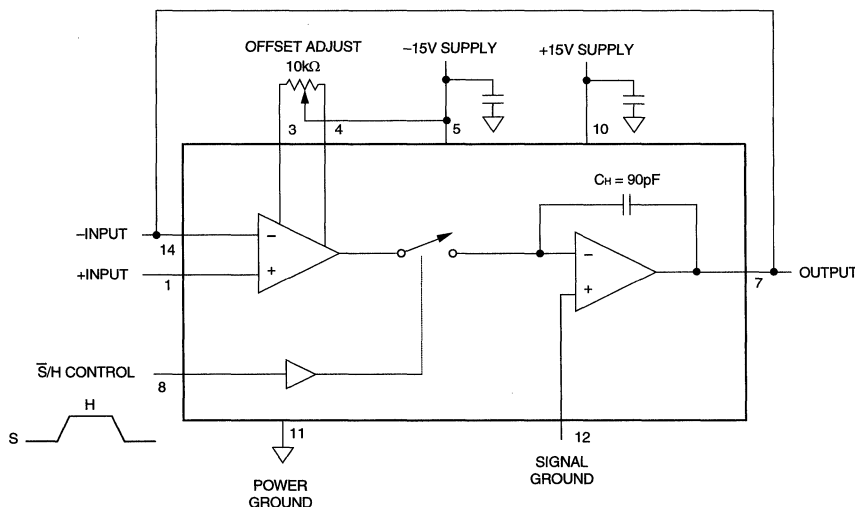 OFFSET ADJUST
10kΩ
–15V SUPPLY
+15V SUPPLY
3
4
5
10
CH = 90pF
–INPUT
14
–
+
+INPUT
1
–
+
7
OUTPUT
S̅/H CONTROL
8
H
S
11
12
POWER
GROUND
SIGNAL
GROUND